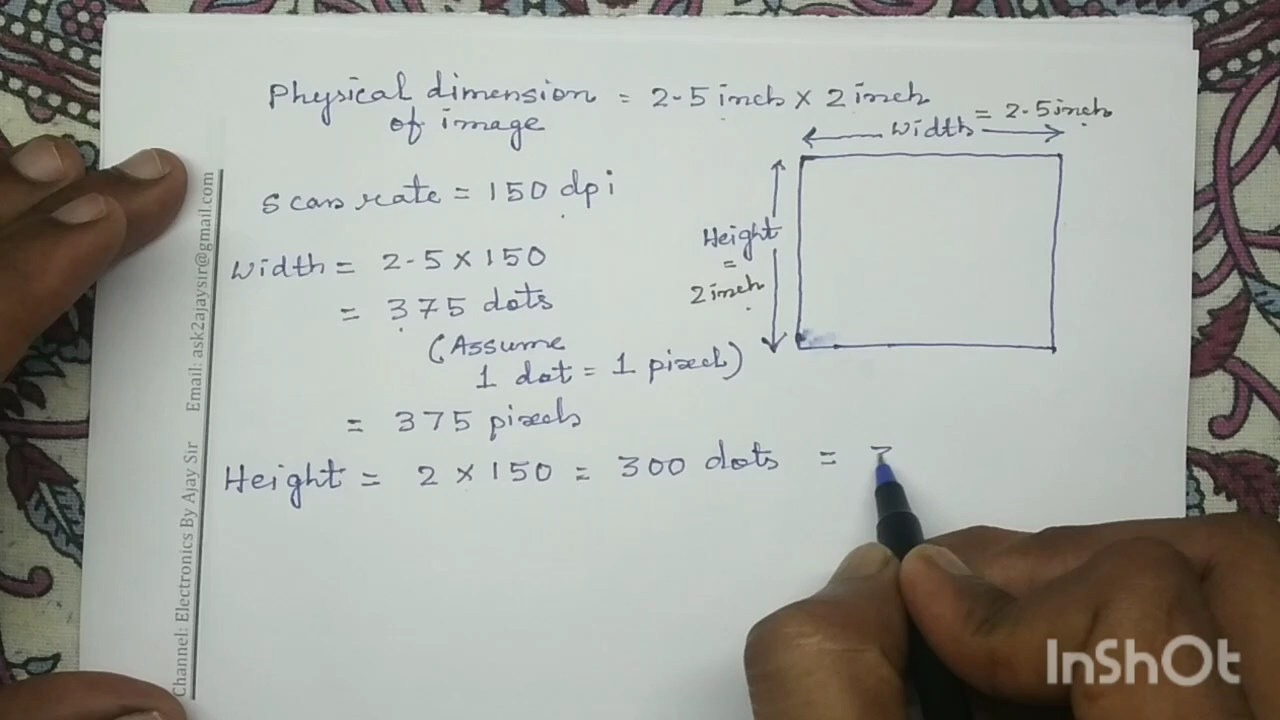 Physical dimension = 2.5 inch × 2 inch
of image
Width = 2.5 inch
Scan rate = 150 dpi
Height
=
2 inch
Width = 2.5 × 150
= 375 dots
(Assume
1 dot = 1 pixel)
= 375 pixels
Height = 2 × 150 = 300 dots =
Channel: Electronics By Ajay Sir Email: ask2ajaysir@gmail.com
InShOt